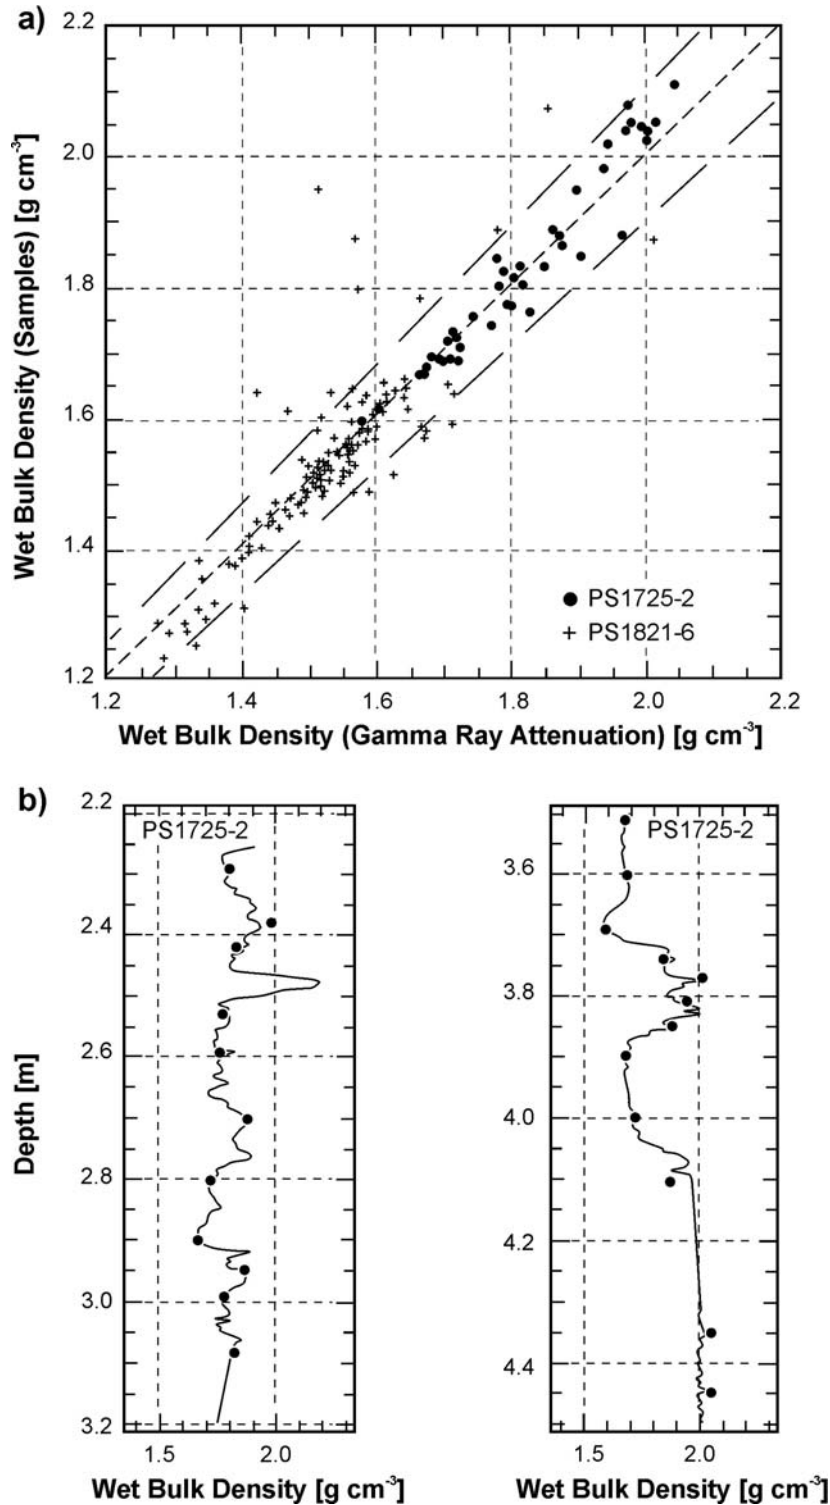 a)
2.2
2.0
1.8
1.6
1.4
1.2
Wet Bulk Density (Samples) [g cm-3]
PS1725-2
PS1821-6
1.2 1.4 1.6 1.8 2.0 2.2
Wet Bulk Density (Gamma Ray Attenuation) [g cm-3]
b)
Depth [m]
2.2
2.4
2.6
2.8
3.0
3.2
PS1725-2
1.5 2.0
Wet Bulk Density [g cm-3]
PS1725-2
3.6
3.8
4.0
4.2
4.4
1.5 2.0
Wet Bulk Density [g cm-3]